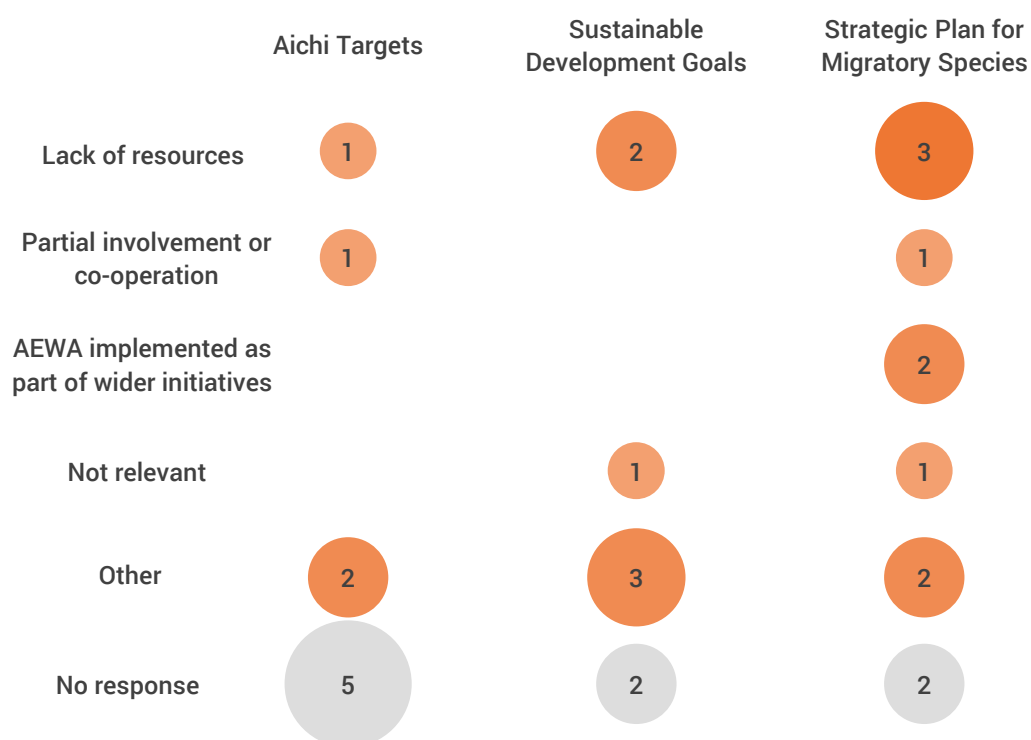 Aichi Targets
Sustainable
Development Goals
Strategic Plan for
Migratory Species
Lack of resources
1
2
3
Partial involvement or
co-operation
1
1
AEWA implemented as
part of wider initiatives
2
Not relevant
1
1
Other
2
3
2
No response
5
2
2